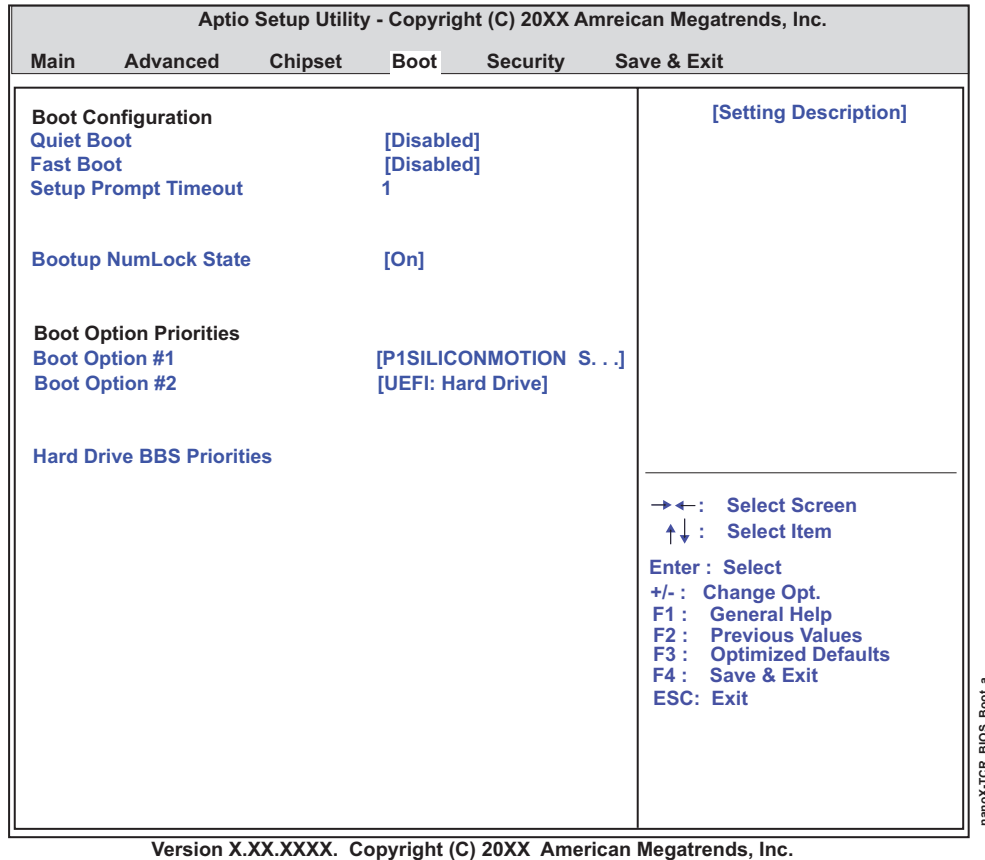 Aptio Setup Utility - Copyright (C) 20XX Amreican Megatrends, Inc.
Main Advanced Chipset Boot Security Save & Exit
Boot Configuration
Quiet Boot [Disabled]
Fast Boot [Disabled]
Setup Prompt Timeout 1
Bootup NumLock State [On]
Boot Option Priorities
Boot Option #1 [P1SILICONMOTION S. . .]
Boot Option #2 [UEFI: Hard Drive]
Hard Drive BBS Priorities
[Setting Description]
→←: Select Screen
↑↓ : Select Item
Enter : Select
+/- : Change Opt.
F1 : General Help
F2 : Previous Values
F3 : Optimized Defaults
F4 : Save & Exit
ESC: Exit
nanoX-TCR_BIOS_Boot_a
Version X.XX.XXXX. Copyright (C) 20XX American Megatrends, Inc.